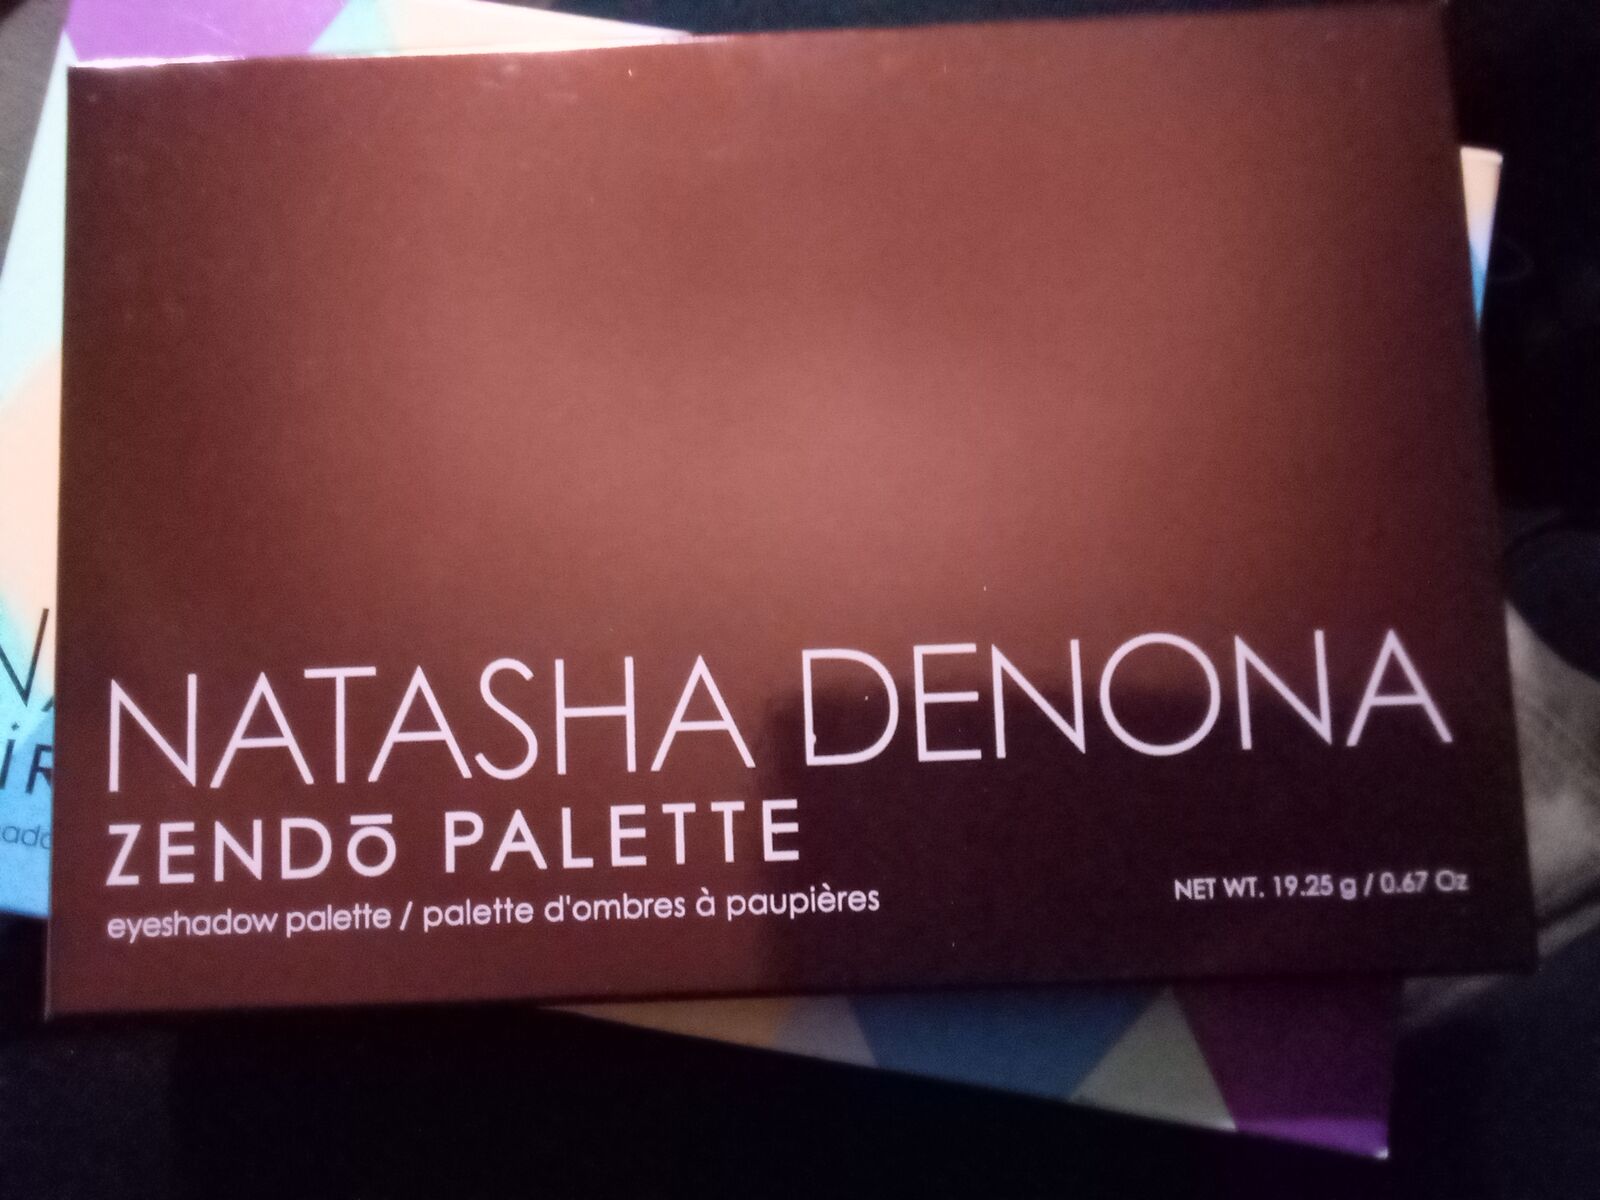 NATASHA DENONA
ZENDō PALETTE
eyeshadow palette / palette d'ombres à paupières
NET WT. 19.25 g / 0.67 Oz